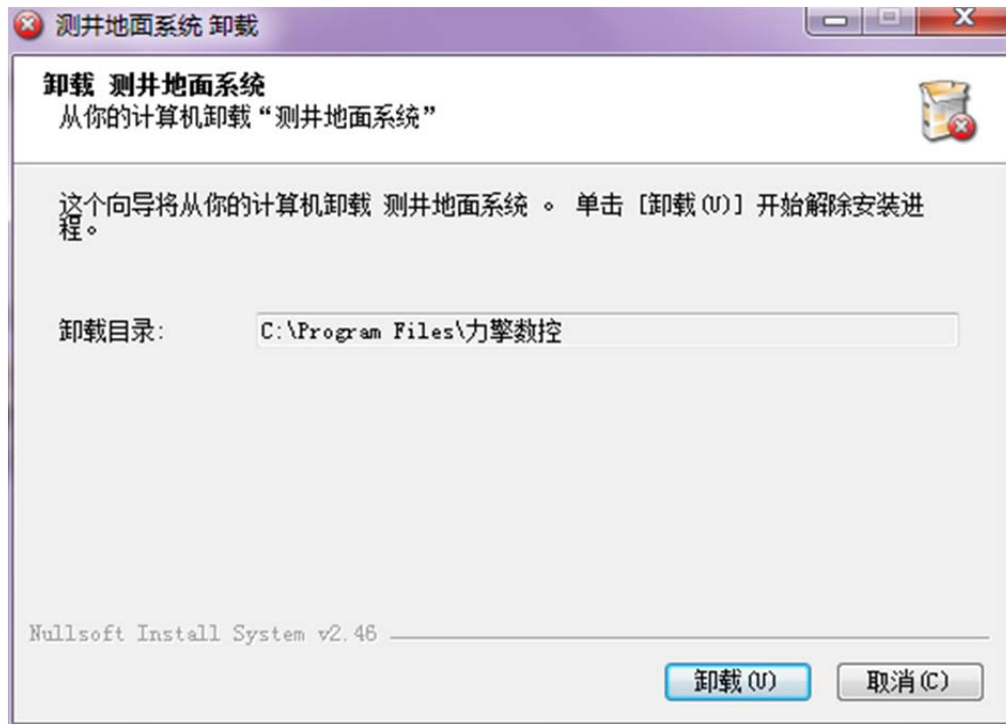 测井地面系统 卸载
卸载 测井地面系统
从你的计算机卸载“测井地面系统”
这个向导将从你的计算机卸载 测井地面系统 。 单击 [卸载(U)] 开始解除安装进
程。
卸载目录: C:\Program Files\力擎数控
Nullsoft Install System v2.46
卸载(U) 取消(C)